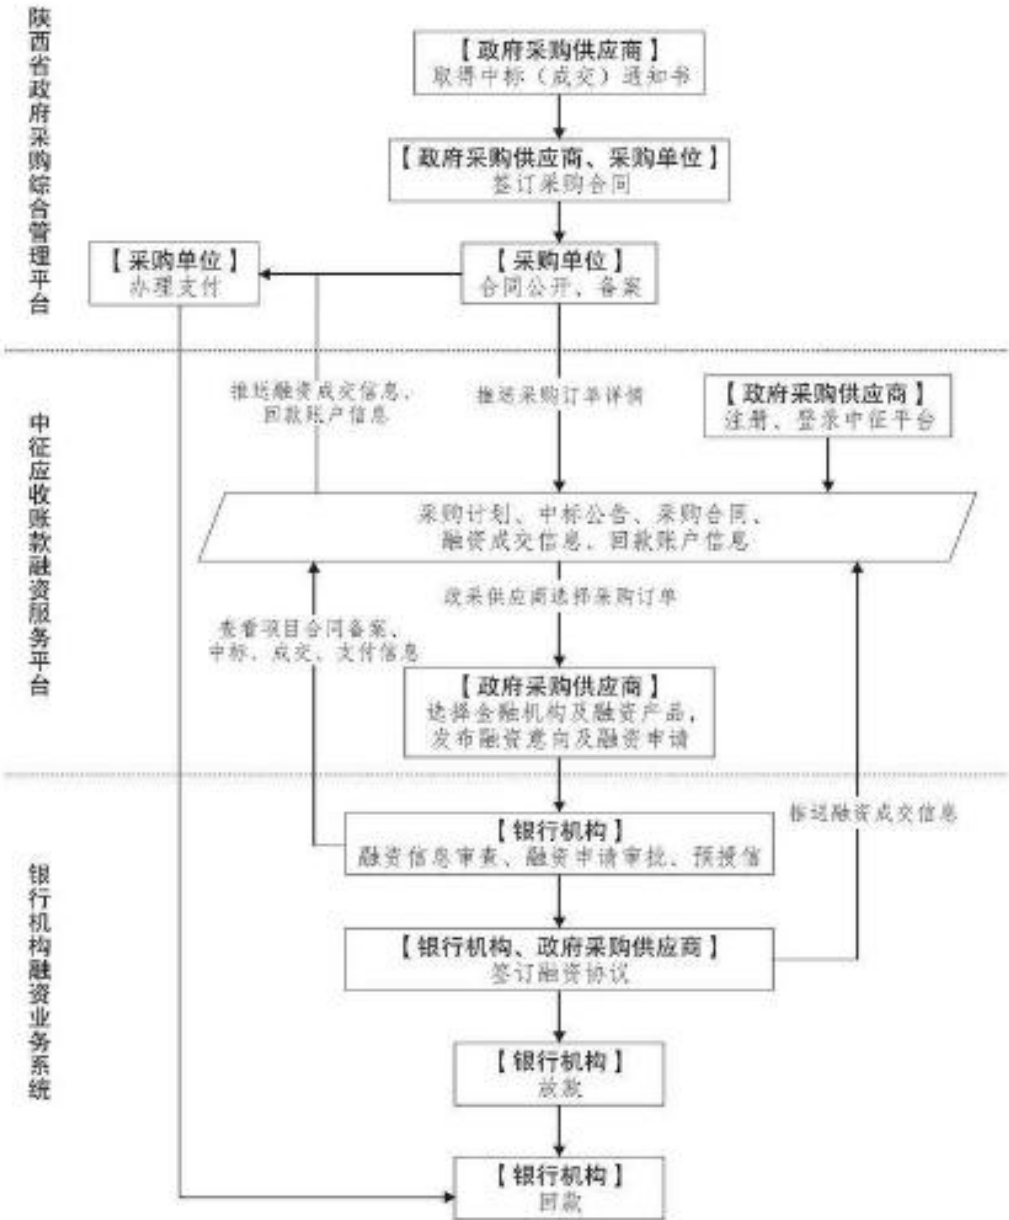 陕西省政府采购综合管理平台
【政府采购供应商】
取得中标（成交）通知书
【政府采购供应商、采购单位】
签订采购合同
【采购单位】
办理支付
【采购单位】
合同公开、备案
中征应收账款融资服务平台
推送融资成交信息、
回款账户信息
推送采购订单详情
【政府采购供应商】
注册、登录中征平台
采购计划、中标公告、采购合同、
融资成交信息、回款账户信息
政采供应商选择采购订单
查看项目合同备案、
中标、成交、支付信息
【政府采购供应商】
选择金融机构及融资产品，
发布融资意向及融资申请
银行机构融资业务系统
推送融资成交信息
【银行机构】
融资信息审查、融资申请审批、预授信
【银行机构、政府采购供应商】
签订融资协议
【银行机构】
放款
【银行机构】
回款